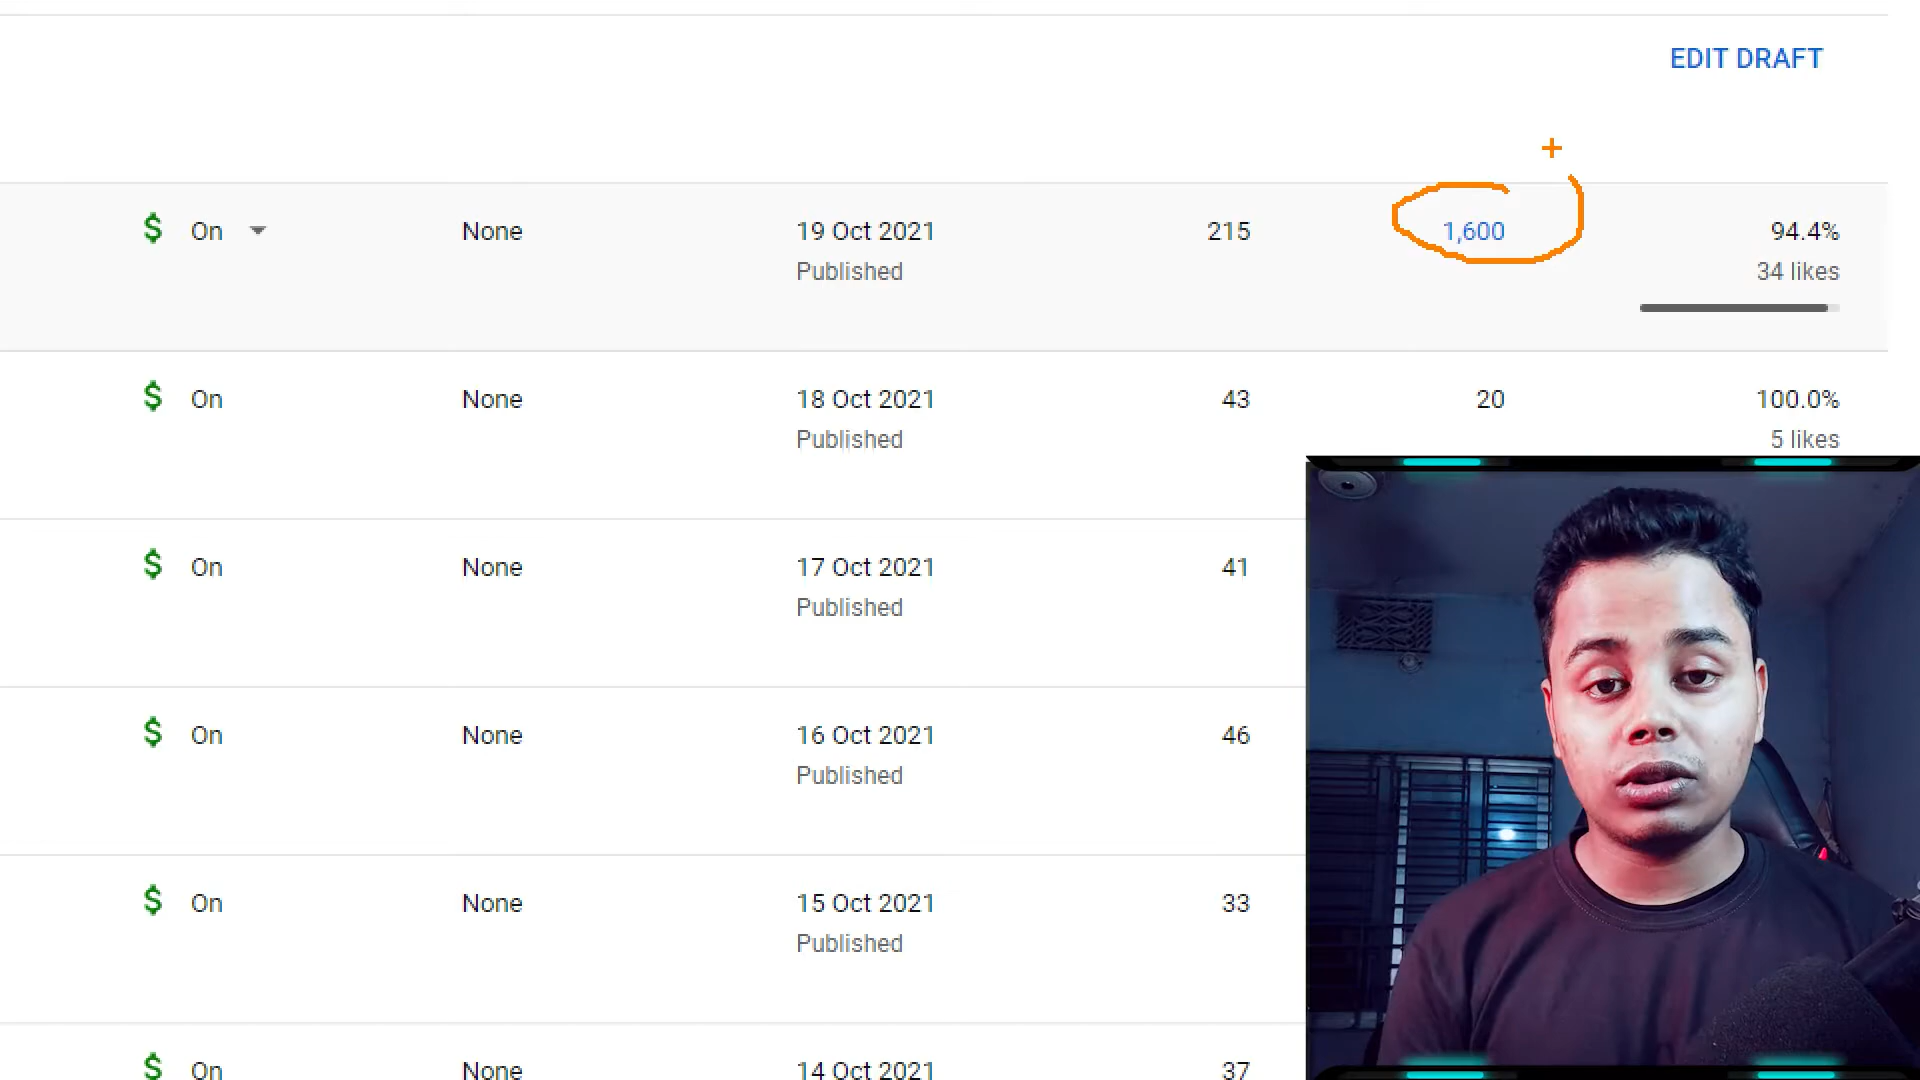 EDIT DRAFT
$ On None 19 Oct 2021 215 1,600 94.4%
Published 34 likes
$ On None 18 Oct 2021 43 20 100.0%
Published 5 likes
$ On None 17 Oct 2021 41
Published
$ On None 16 Oct 2021 46
Published
$ On None 15 Oct 2021 33
Published
$ On None 14 Oct 2021 37